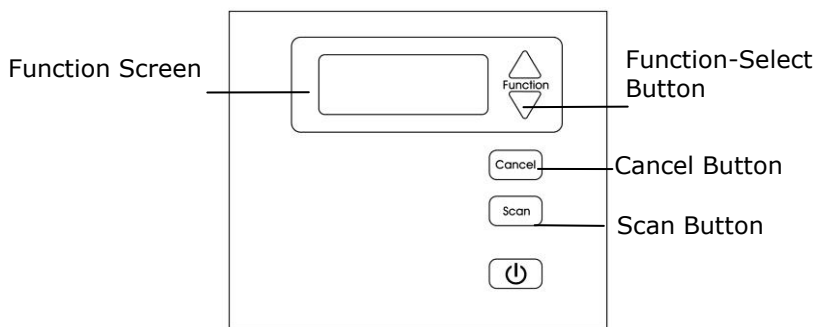 Function Screen
Function
Function-Select
Button
Cancel
Cancel Button
Scan
Scan Button